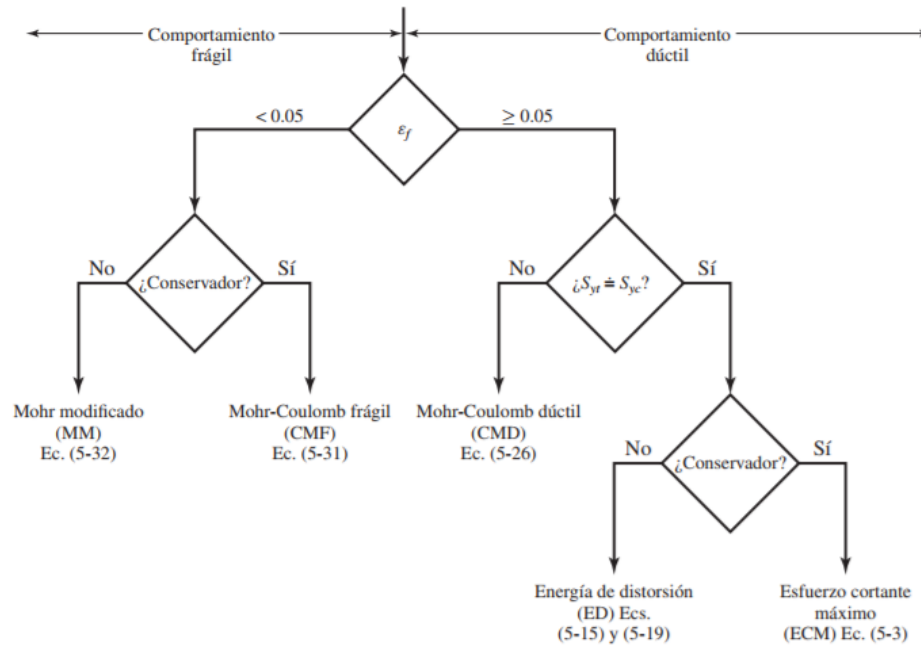 Comportamiento
frágil
Comportamiento
dúctil
< 0.05
ε_f
≥ 0.05
No
¿Conservador?
Sí
No
¿S_yt ≐ S_yc?
Sí
Mohr modificado
(MM)
Ec. (5-32)
Mohr-Coulomb frágil
(CMF)
Ec. (5-31)
Mohr-Coulomb dúctil
(CMD)
Ec. (5-26)
No
¿Conservador?
Sí
Energía de distorsión
(ED) Ecs.
(5-15) y (5-19)
Esfuerzo cortante
máximo
(ECM) Ec. (5-3)